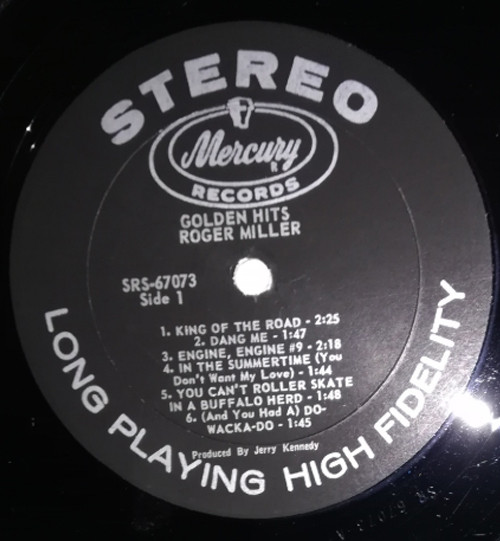 STEREO
Mercury
R
RECORDS
GOLDEN HITS
ROGER MILLER
SRS-67073
Side 1
1. KING OF THE ROAD - 2:25
2. DANG ME - 1:47
3. ENGINE, ENGINE #9 - 2:18
4. IN THE SUMMERTIME (You
Don't Want My Love) - 1:44
5. YOU CAN'T ROLLER SKATE
IN A BUFFALO HERD - 1:48
6. (And You Had A) DO-
WACKA-DO - 1:45
Produced By Jerry Kennedy
LONG PLAYING HIGH FIDELITY